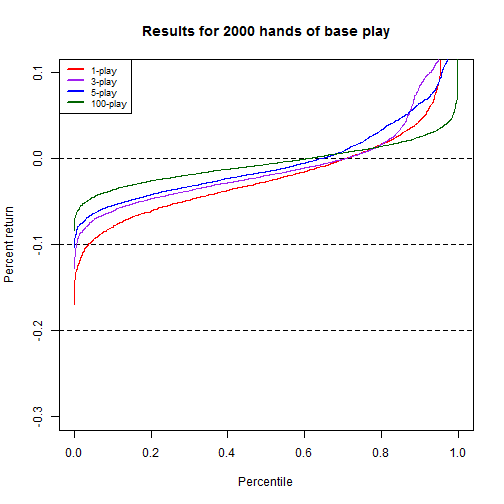 Results for 2000 hands of base play
1-play
3-play
5-play
100-play
Percent return
0.1
0.0
-0.1
-0.2
-0.3
0.0 0.2 0.4 0.6 0.8 1.0
Percentile